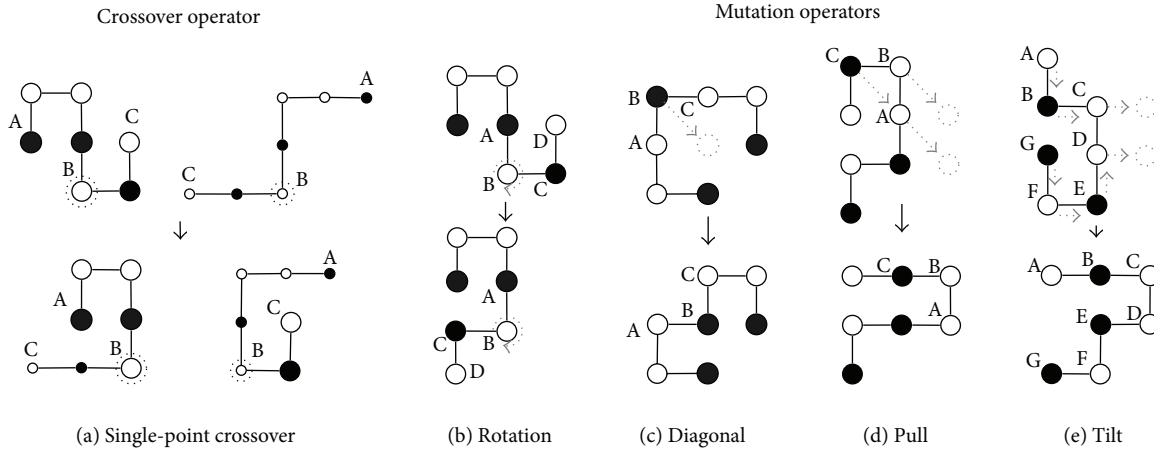 Crossover operator
Mutation operators
A
C
B
A
C
B
A
B
C
A
B
C
A
D
B
C
A
B
C
D
B
C
A
C
B
A
C
B
A
C
B
A
A
B
C
D
G
F
E
A
B
C
D
E
F
G
(a) Single-point crossover
(b) Rotation
(c) Diagonal
(d) Pull
(e) Tilt